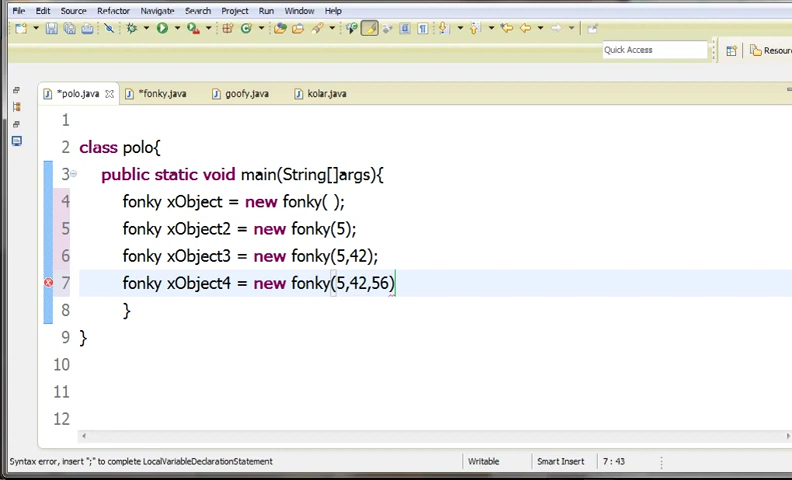 File Edit Source Refactor Navigate Search Project Run Window Help
Quick Access Resour
*polo.java *fonky.java goofy.java kolar.java
1
2 class polo{
3 public static void main(String[]args){
4 fonky xObject = new fonky( );
5 fonky xObject2 = new fonky(5);
6 fonky xObject3 = new fonky(5,42);
7 fonky xObject4 = new fonky(5,42,56)
8 }
9 }
10
11
12
Syntax error, insert ";" to complete LocalVariableDeclarationStatement Writable Smart Insert 7 : 43